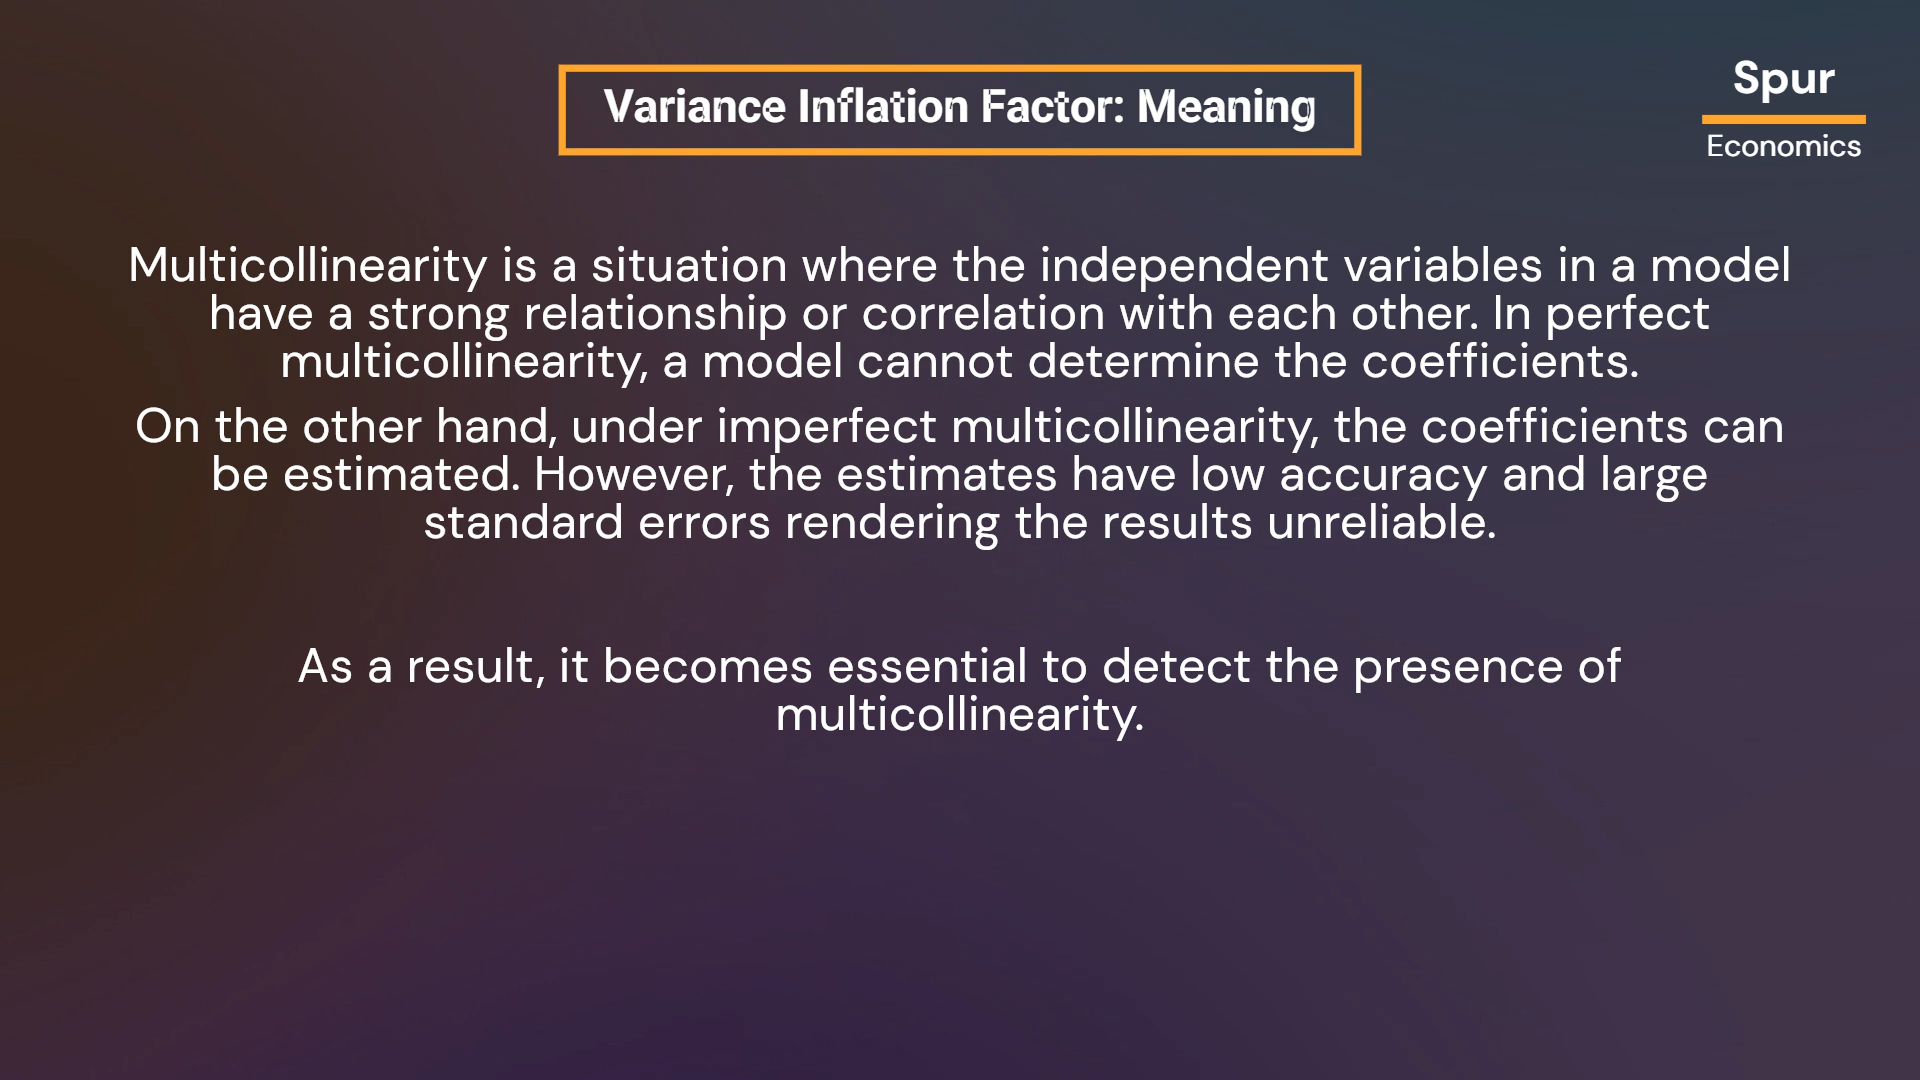 Variance Inflation Factor: Meaning
Spur
Economics
Multicollinearity is a situation where the independent variables in a model
have a strong relationship or correlation with each other. In perfect
multicollinearity, a model cannot determine the coefficients.
On the other hand, under imperfect multicollinearity, the coefficients can
be estimated. However, the estimates have low accuracy and large
standard errors rendering the results unreliable.
As a result, it becomes essential to detect the presence of
multicollinearity.